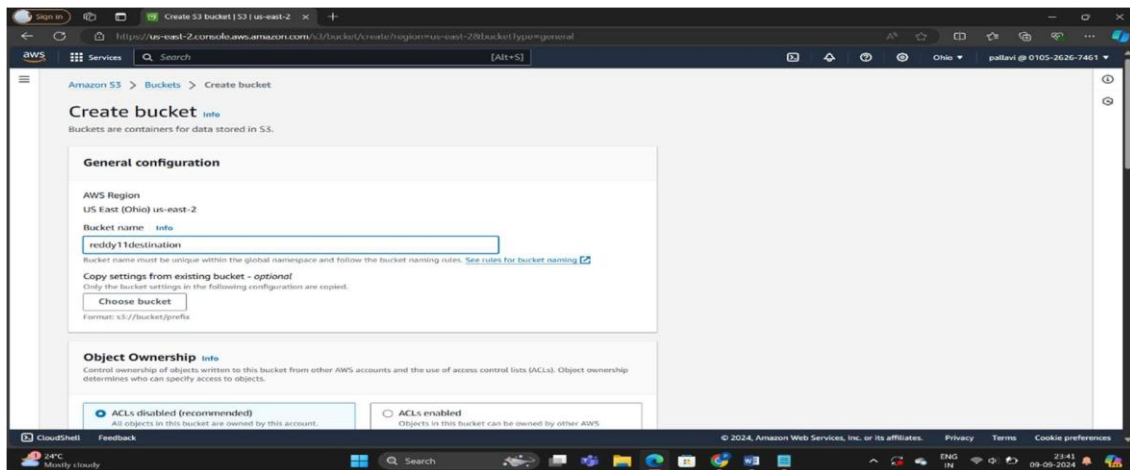 Sign in
Create S3 bucket | S3 | us-east-2
https://us-east-2.console.aws.amazon.com/s3/bucket/create?region=us-east-2&bucketType=general
aws
Services
Search
[Alt+S]
Ohio
pallavi @ 0105-2626-7461
Amazon S3 > Buckets > Create bucket
Create bucket Info
Buckets are containers for data stored in S3.
General configuration
AWS Region
US East (Ohio) us-east-2
Bucket name Info
reddy11destination
Bucket name must be unique within the global namespace and follow the bucket naming rules. See rules for bucket naming
Copy settings from existing bucket - optional
Only the bucket settings in the following configuration are copied.
Choose bucket
Format: s3://bucket/prefix
Object Ownership Info
Control ownership of objects written to this bucket from other AWS accounts and the use of access control lists (ACLs). Object ownership
determines who can specify access to objects.
ACLs disabled (recommended)
All objects in this bucket are owned by this account.
ACLs enabled
Objects in this bucket can be owned by other AWS
CloudShell Feedback
© 2024, Amazon Web Services, Inc. or its affiliates. Privacy Terms Cookie preferences
24°C
Mostly cloudy
Search
ENG
IN
23:41
09-09-2024